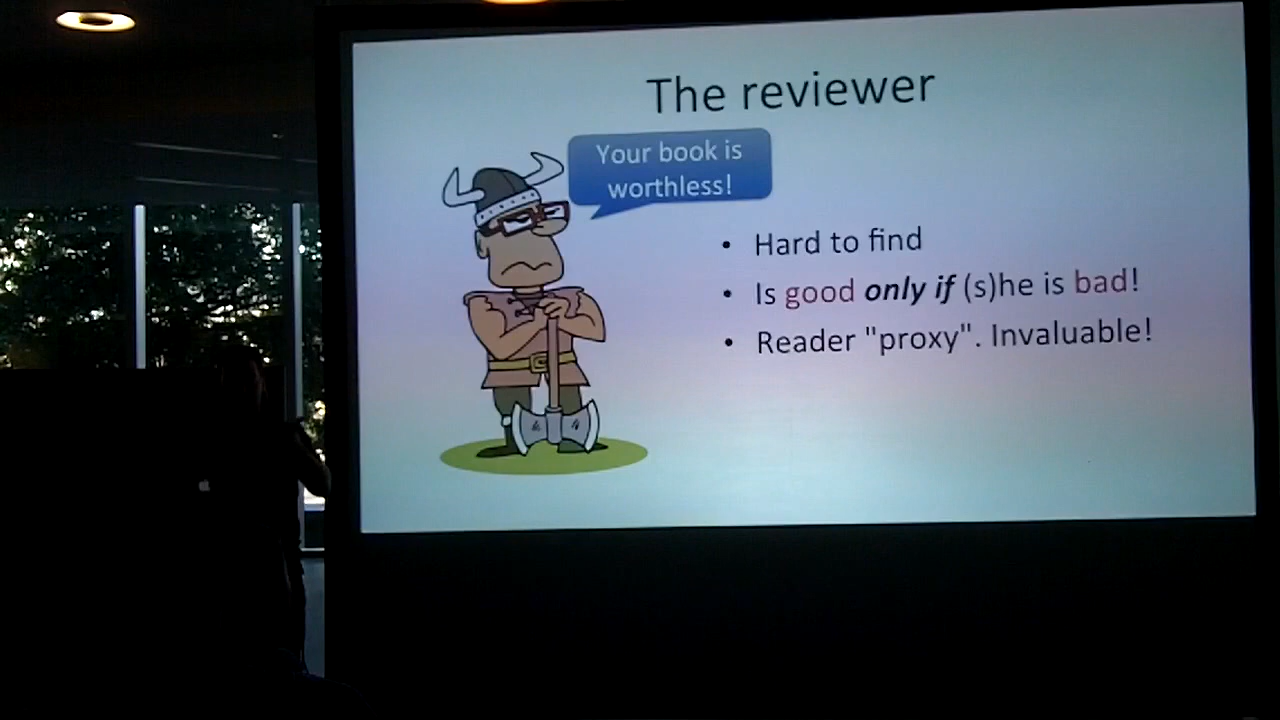 The reviewer
Your book is
worthless!
• Hard to find
• Is good only if (s)he is bad!
• Reader "proxy". Invaluable!